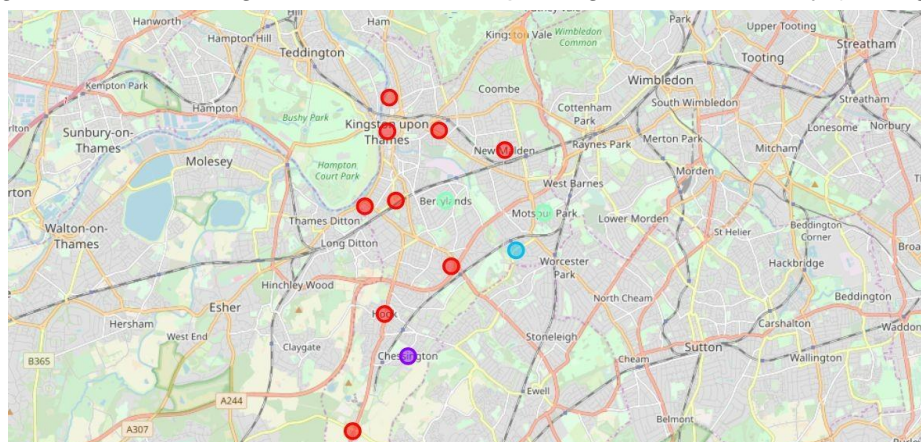 Hanworth
Ham
Kingston Vale
Wimbledon
Common
Park
Upper Tooting
Hampton Hill
Teddington
Tooting
Streatham
Kempton Park
Hampton
Coombe
Wimbledon
Cottenham
Park
South Wimbledon
Streatham
Bushy Park
Kingston upon
Thames
Sunbury-on-
Thames
Lonesome
Norbury
Raynes Park
Merton Park
Mitcham
New Malden
Molesey
Hampton
Court Park
Morden
West Barnes
Berrylands
Motspur Park
Lower Morden
Thames Ditton
Walton-on-
Thames
St Helier
Beddington
Corner
Long Ditton
Worcester
Park
Hackbridge
Hinchley Wood
North Cheam
Beddington
Esher
Hook
Hersham
West End
Carshalton
Waddon
Stoneleigh
Claygate
Sutton
Chessington
Cheam
Wallington
B365
Ewell
A244
Belmont
A307